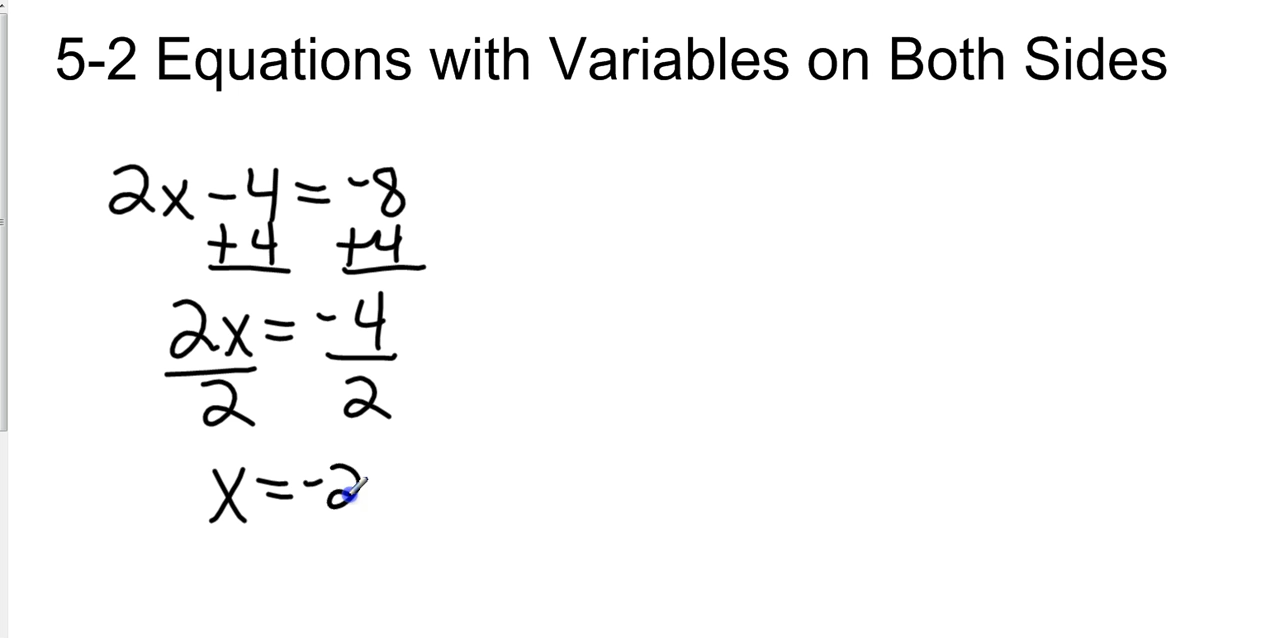 5-2 Equations with Variables on Both Sides
2x - 4 = -8
+4 +4
2x = -4
2 2
x = -2